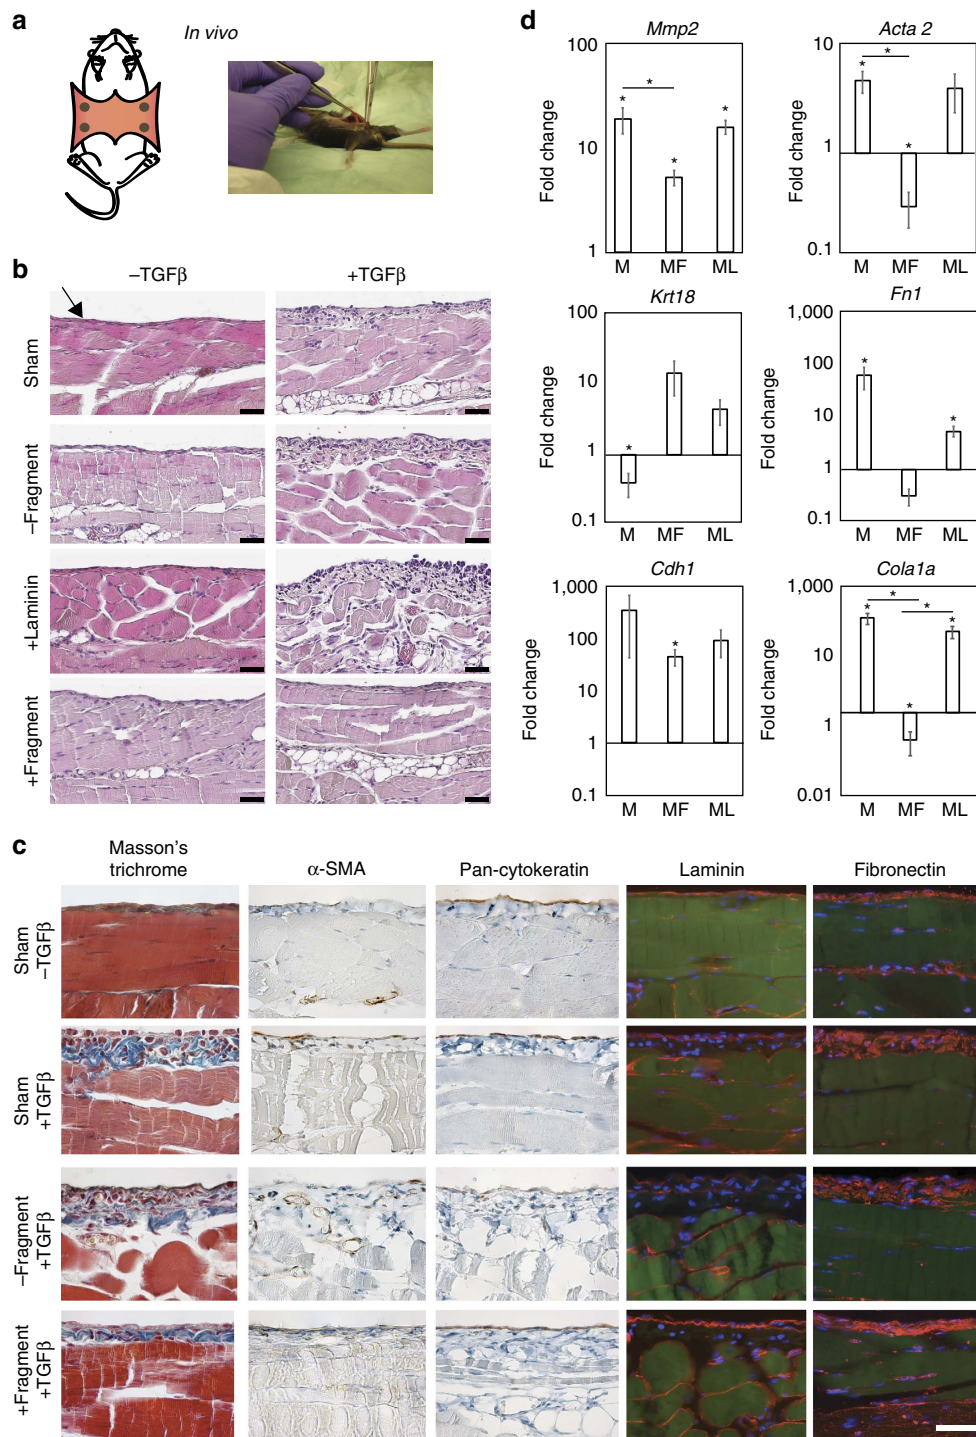 a
In vivo
b
–TGFβ
+TGFβ
Sham
–Fragment
+Laminin
+Fragment
c
Masson's
trichrome
α-SMA
Pan-cytokeratin
Laminin
Fibronectin
Sham
–TGFβ
Sham
+TGFβ
–Fragment
+TGFβ
+Fragment
+TGFβ
d
Mmp2
Fold change
100
10
1
*
*
*
*
M
MF
ML
Acta 2
Fold change
10
1
0.1
*
*
*
M
MF
ML
Krt18
Fold change
100
10
1
0.1
*
M
MF
ML
Fn1
Fold change
1,000
100
10
1
0.1
*
*
M
MF
ML
Cdh1
Fold change
1,000
100
10
1
0.1
*
M
MF
ML
Cola1a
Fold change
1,000
10
1
0.01
*
*
*
*
*
M
MF
ML